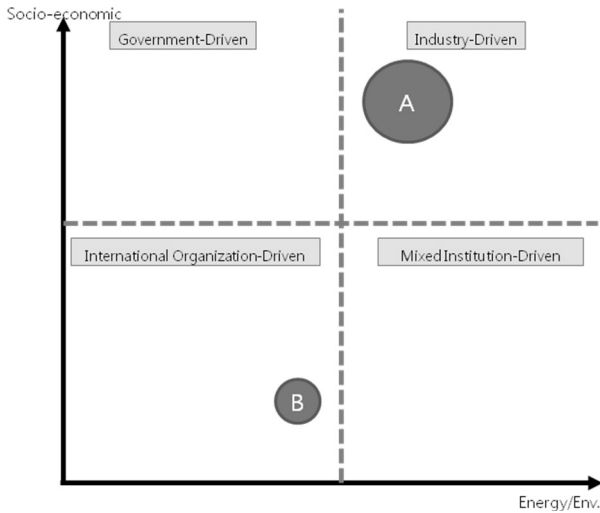 Socio-economic
Government-Driven
Industry-Driven
A
International Organization-Driven
Mixed Institution-Driven
B
Energy/Env.